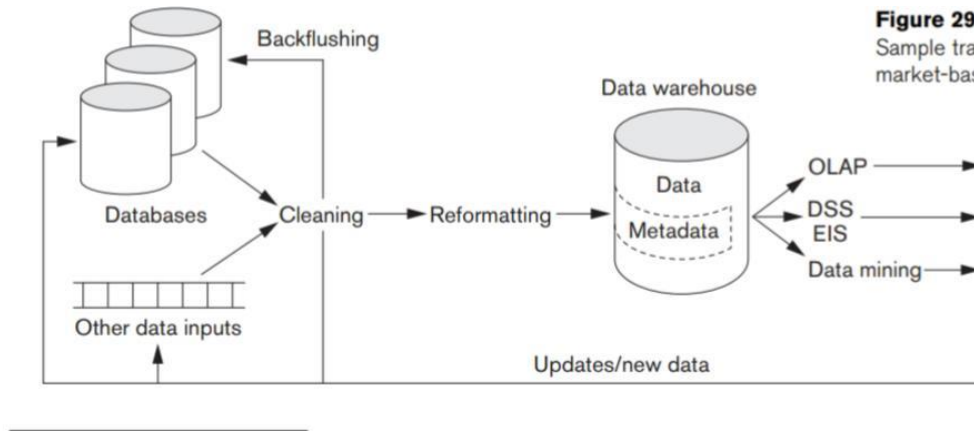 Figure 29
Sample tra
market-bas
Backflushing
Data warehouse
OLAP
Data
Databases
Cleaning
Reformatting
DSS
Metadata
EIS
Data mining
Other data inputs
Updates/new data